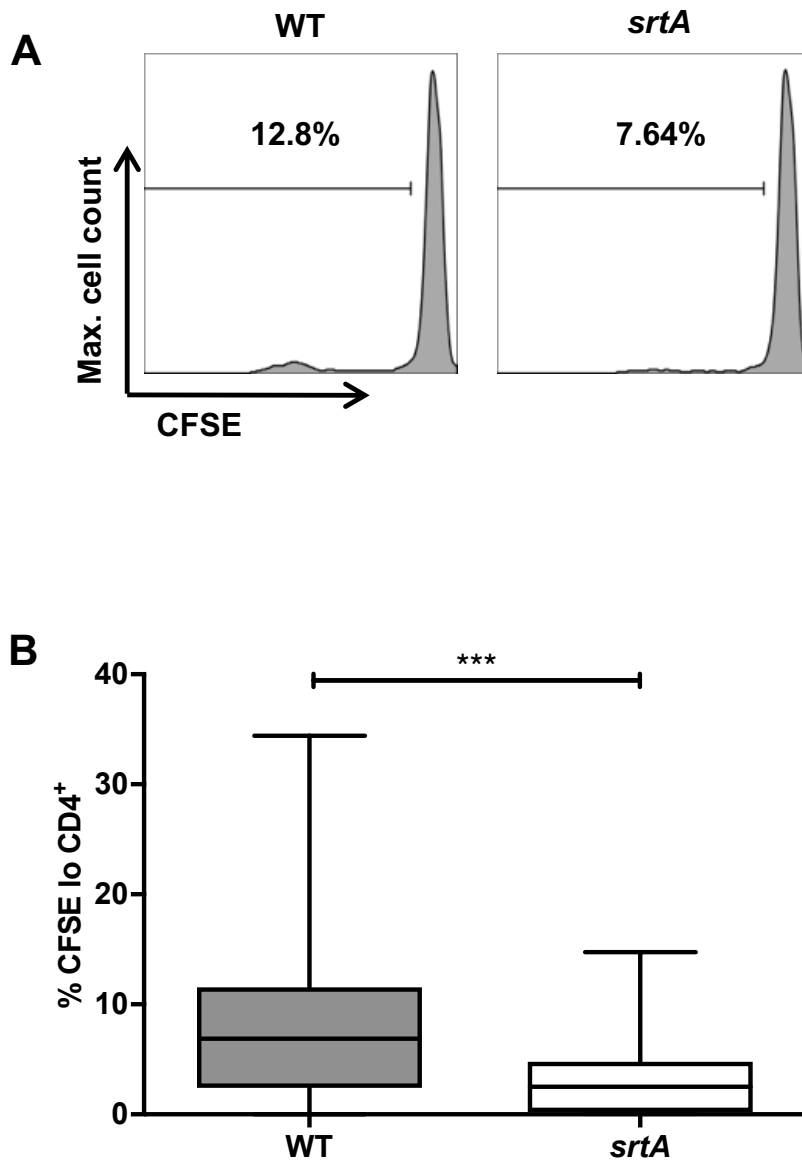 A
WT
srtA
12.8%
7.64%
Max. cell count
CFSE
B
***
% CFSE lo CD4⁺
40
30
20
10
0
WT
srtA